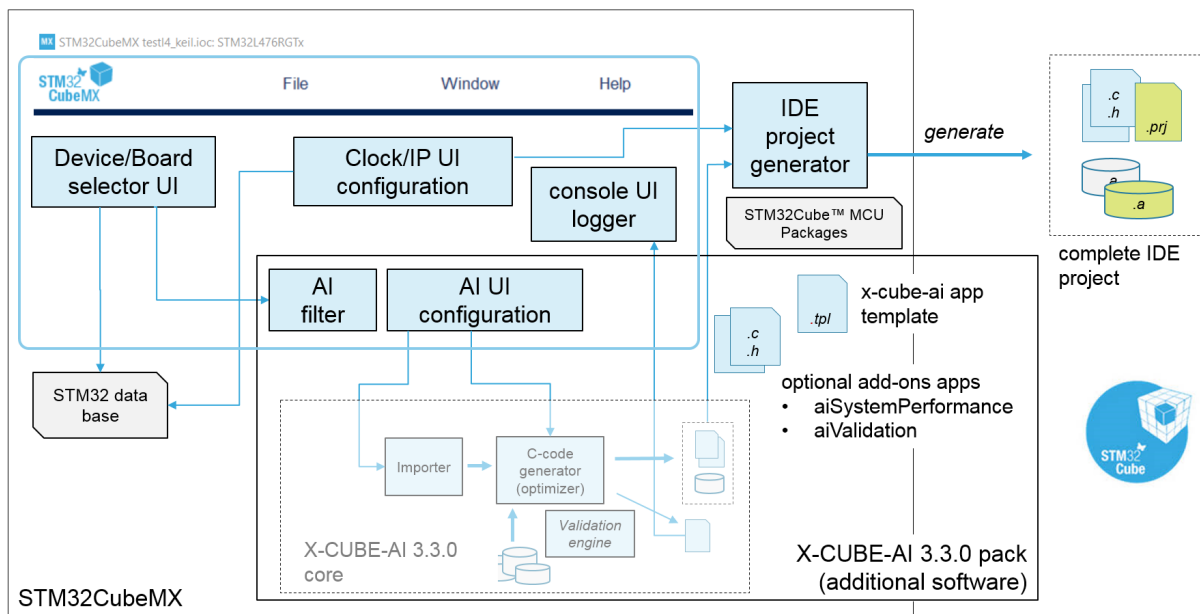 MX STM32CubeMX testl4_keil.ioc: STM32L476RGTx
STM32
CubeMX
File
Window
Help
Device/Board
selector UI
Clock/IP UI
configuration
console UI
logger
IDE
project
generator
generate
.c
.h
.prj
.a
.a
complete IDE
project
STM32Cube™ MCU
Packages
AI
filter
AI UI
configuration
.tpl
x-cube-ai app
template
.c
.h
optional add-ons apps
• aiSystemPerformance
• aiValidation
STM32 data
base
Importer
C-code
generator
(optimizer)
Validation
engine
X-CUBE-AI 3.3.0
core
X-CUBE-AI 3.3.0 pack
(additional software)
STM32
Cube
STM32CubeMX